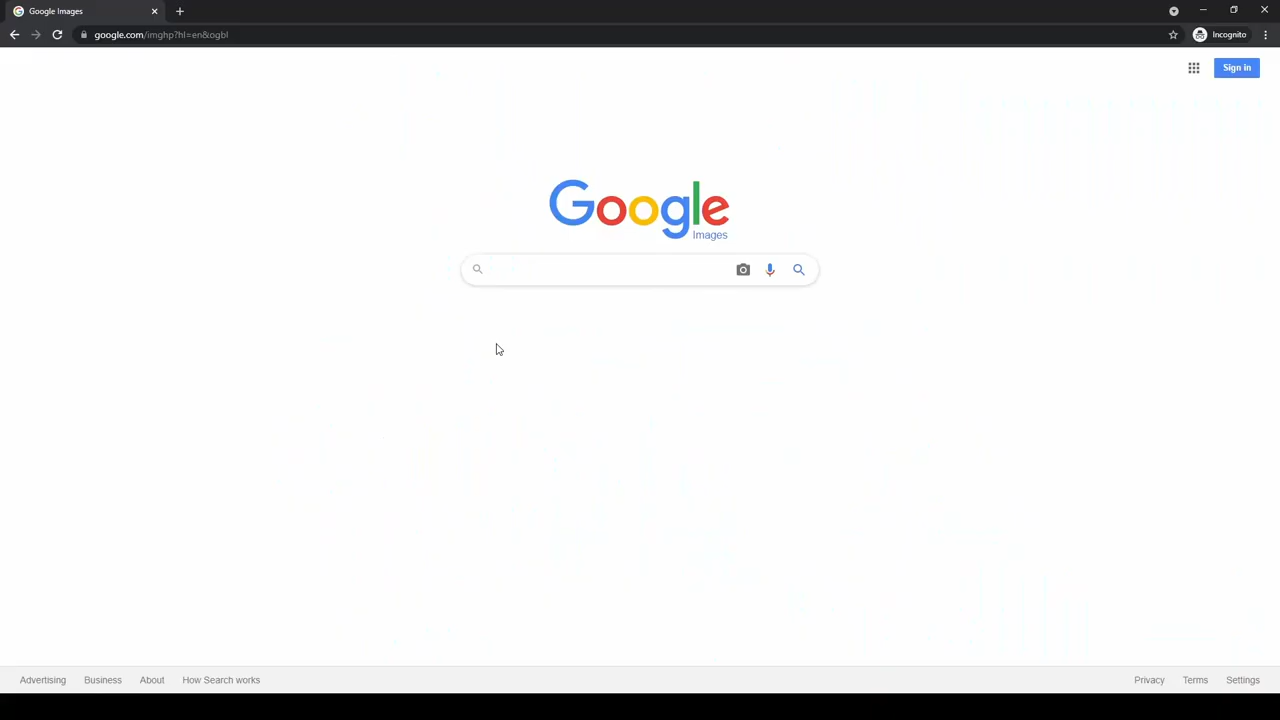 Google Images
google.com/imghp?hl=en&ogbl
Incognito
Sign in
Google
Images
Advertising
Business
About
How Search works
Privacy
Terms
Settings